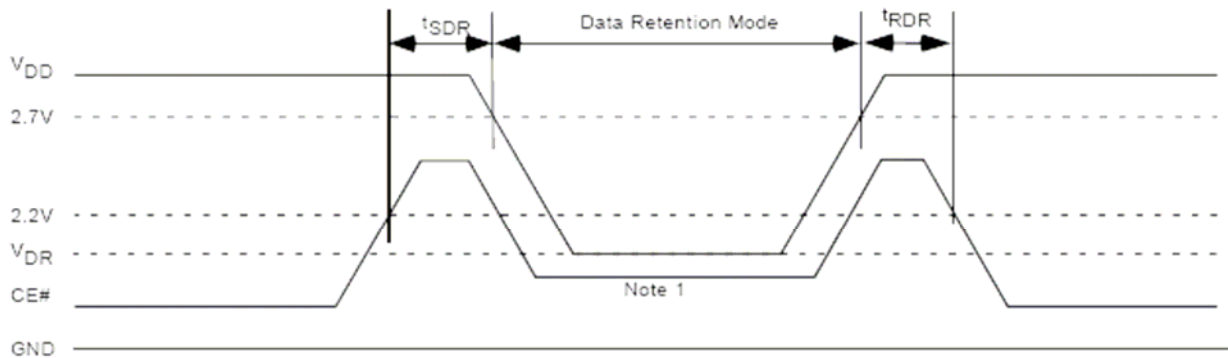 tSDR
Data Retention Mode
tRDR
VDD
2.7V
2.2V
VDR
CE#
Note 1
GND